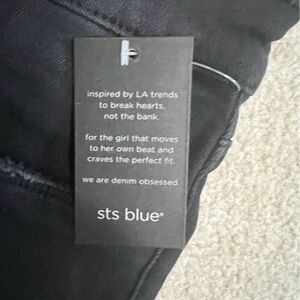 inspired by LA trends
to break hearts,
not the bank.
for the girl that moves
to her own beat and
craves the perfect fit.
we are denim obsessed.
sts blue®